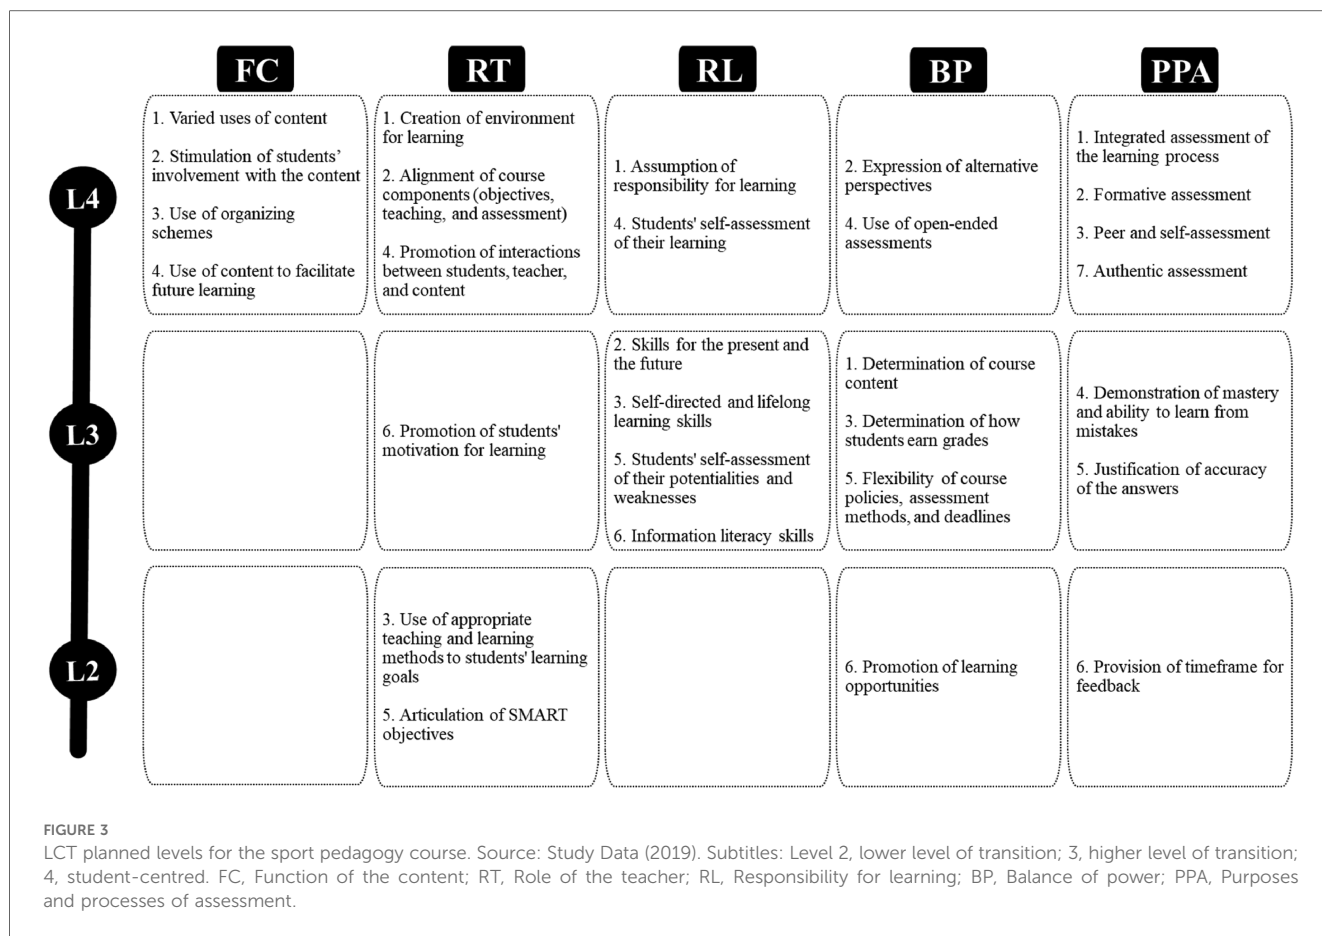 FC
RT
RL
BP
PPA
L4
1. Varied uses of content
2. Stimulation of students’
involvement with the content
3. Use of organizing
schemes
4. Use of content to facilitate
future learning
1. Creation of environment
for learning
2. Alignment of course
components (objectives,
teaching, and assessment)
4. Promotion of interactions
between students, teacher,
and content
1. Assumption of
responsibility for learning
4. Students' self-assessment
of their learning
2. Expression of alternative
perspectives
4. Use of open-ended
assessments
1. Integrated assessment of
the learning process
2. Formative assessment
3. Peer and self-assessment
7. Authentic assessment
L3
6. Promotion of students'
motivation for learning
2. Skills for the present and
the future
3. Self-directed and lifelong
learning skills
5. Students' self-assessment
of their potentialities and
weaknesses
6. Information literacy skills
1. Determination of course
content
3. Determination of how
students earn grades
5. Flexibility of course
policies, assessment
methods, and deadlines
4. Demonstration of mastery
and ability to learn from
mistakes
5. Justification of accuracy
of the answers
L2
3. Use of appropriate
teaching and learning
methods to students' learning
goals
5. Articulation of SMART
objectives
6. Promotion of learning
opportunities
6. Provision of timeframe for
feedback
FIGURE 3
LCT planned levels for the sport pedagogy course. Source: Study Data (2019). Subtitles: Level 2, lower level of transition; 3, higher level of transition;
4, student-centred. FC, Function of the content; RT, Role of the teacher; RL, Responsibility for learning; BP, Balance of power; PPA, Purposes
and processes of assessment.